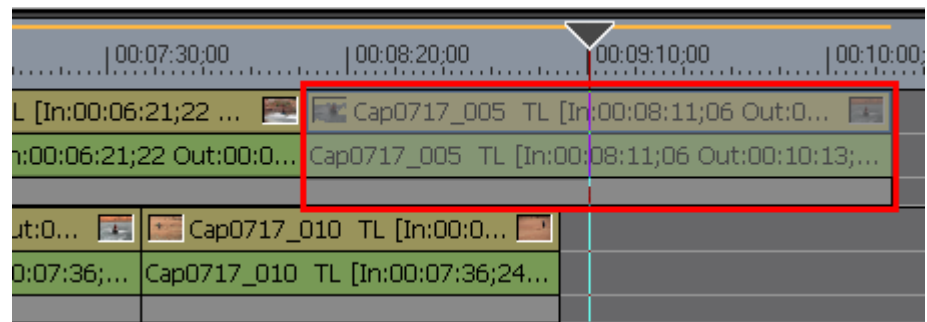 00:07:30;00 00:08:20;00 00:09:10;00 00:10:00;
L [In:00:06:21;22 ... Cap0717_005 TL [In:00:08:11;06 Out:0...
n:00:06:21;22 Out:00:0... Cap0717_005 TL [In:00:08:11;06 Out:00:10:13;...
ut:0... Cap0717_010 TL [In:00:0...
0:07:36;... Cap0717_010 TL [In:00:07:36;24...